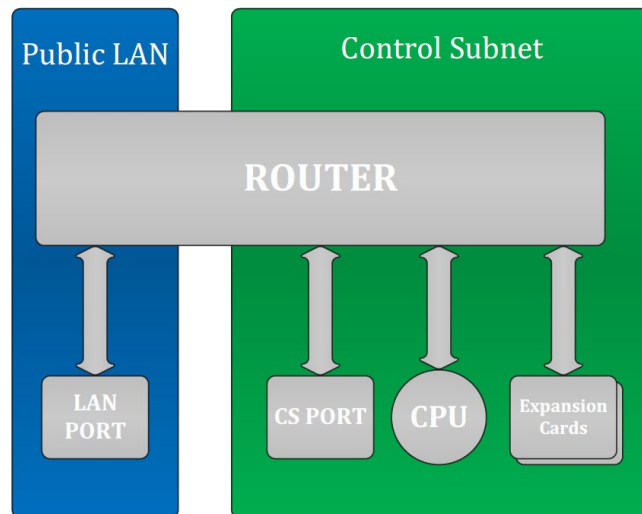 Public LAN
Control Subnet
ROUTER
LAN
PORT
CS PORT
CPU
Expansion
Cards